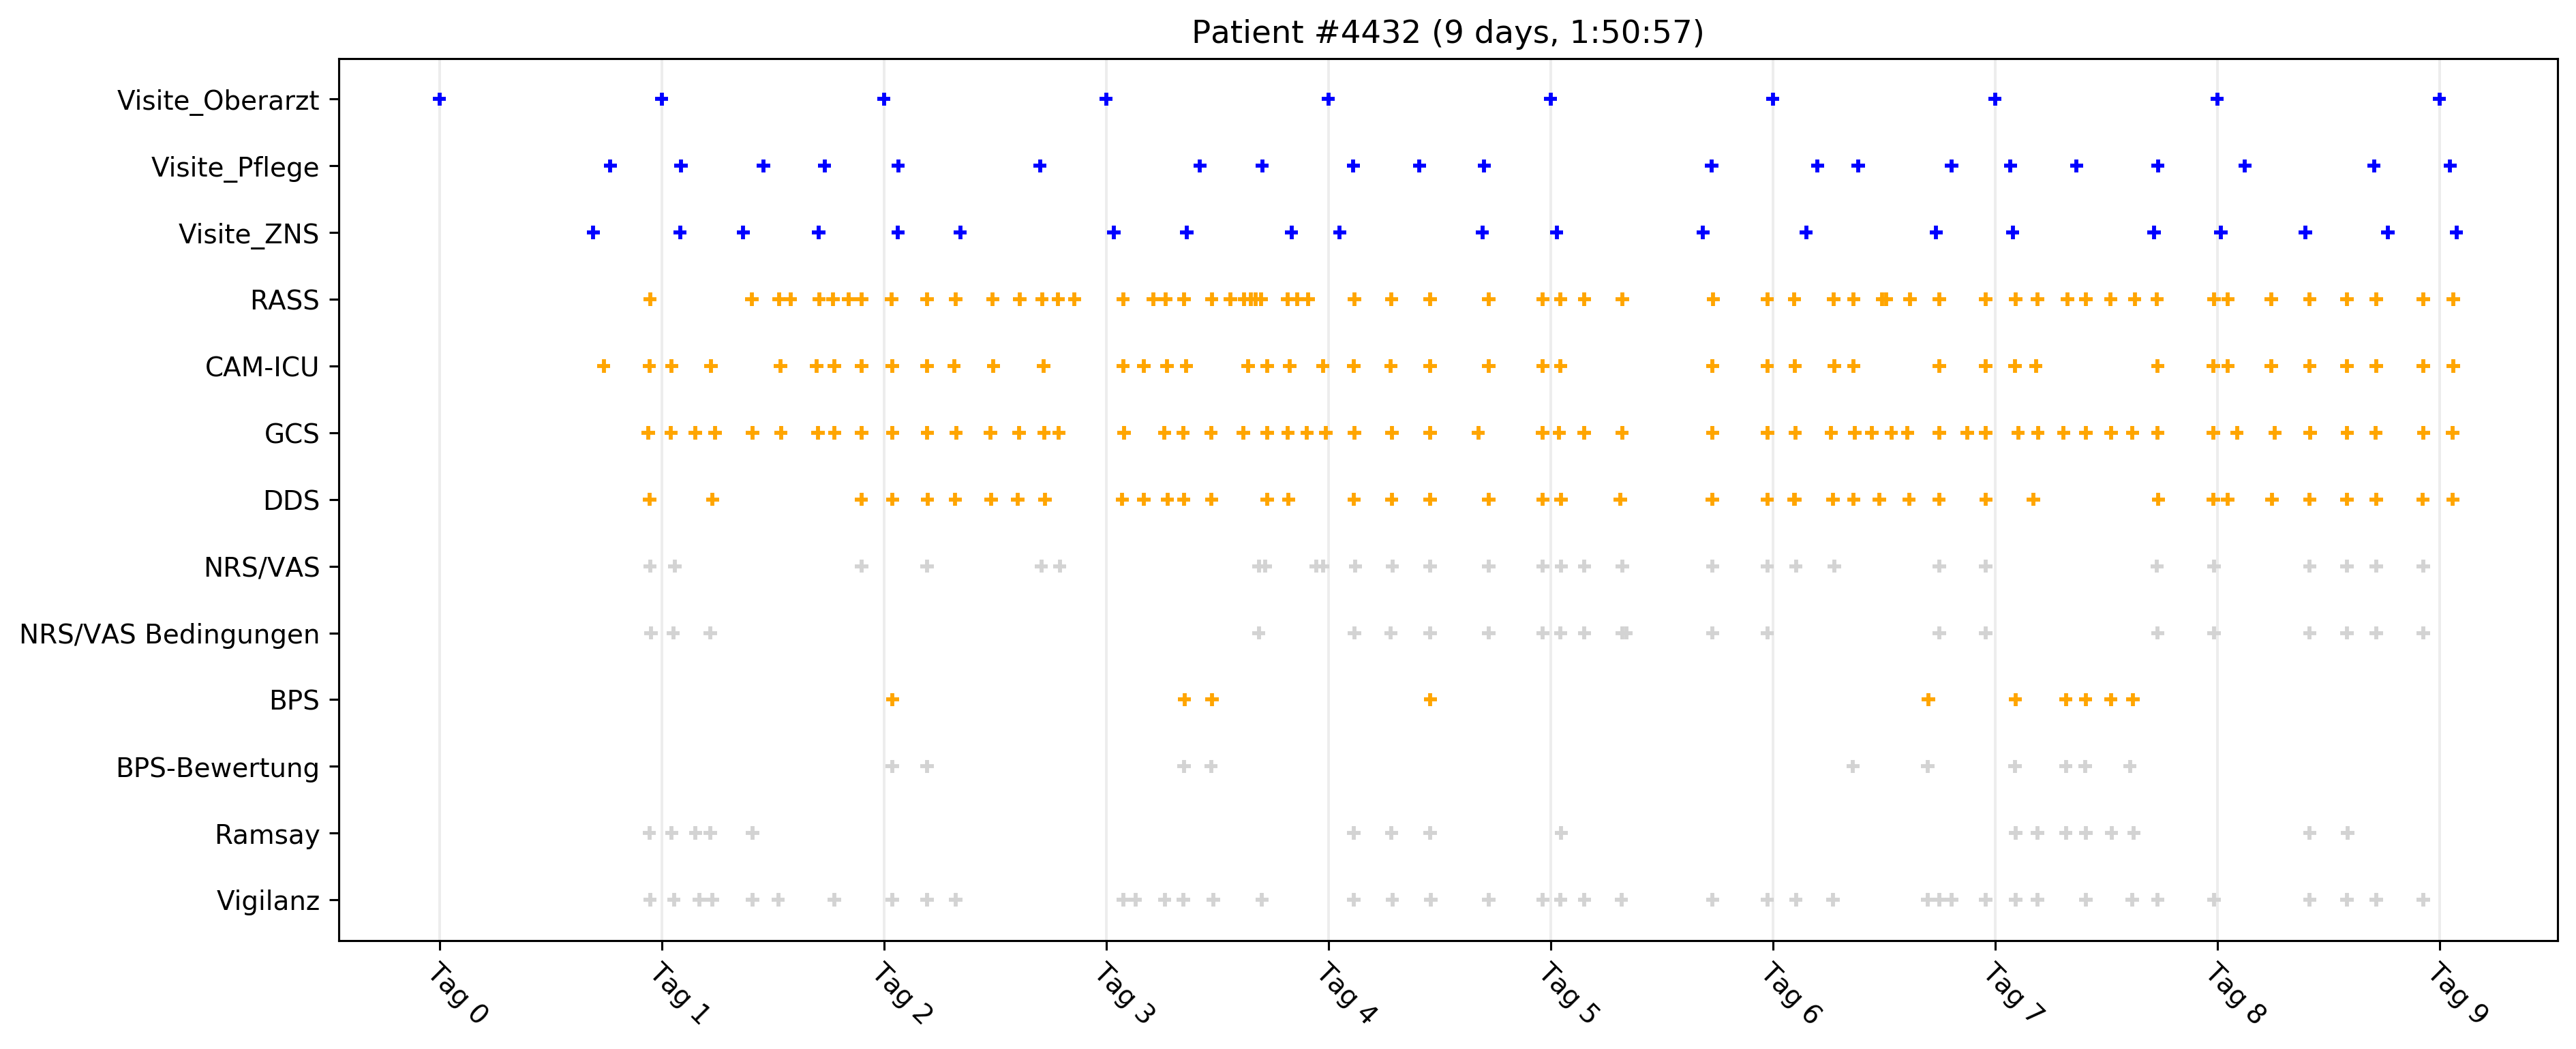 Patient #4432 (9 days, 1:50:57)
Visite_Oberarzt
Visite_Pflege
Visite_ZNS
RASS
CAM-ICU
GCS
DDS
NRS/VAS
NRS/VAS Bedingungen
BPS
BPS-Bewertung
Ramsay
Vigilanz
Tag 0
Tag 1
Tag 2
Tag 3
Tag 4
Tag 5
Tag 6
Tag 7
Tag 8
Tag 9